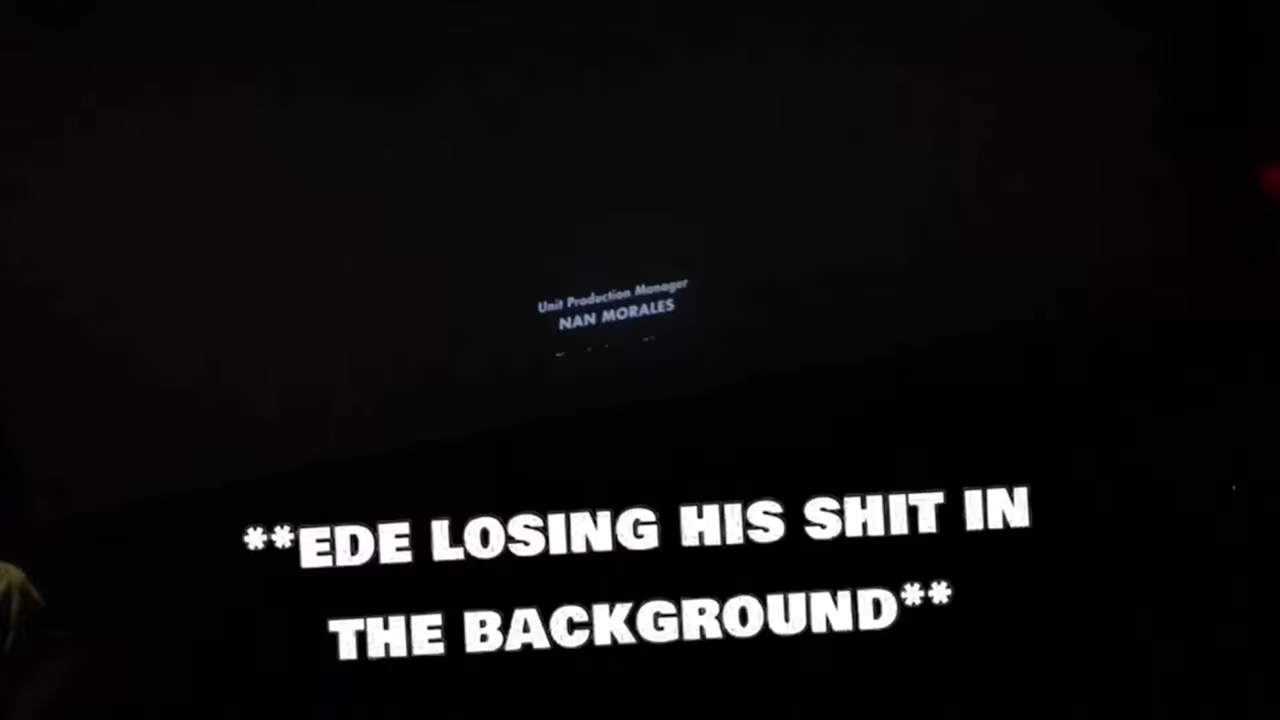 Unit Production Manager
NAN MORALES
**EDE LOSING HIS SHIT IN
THE BACKGROUND**